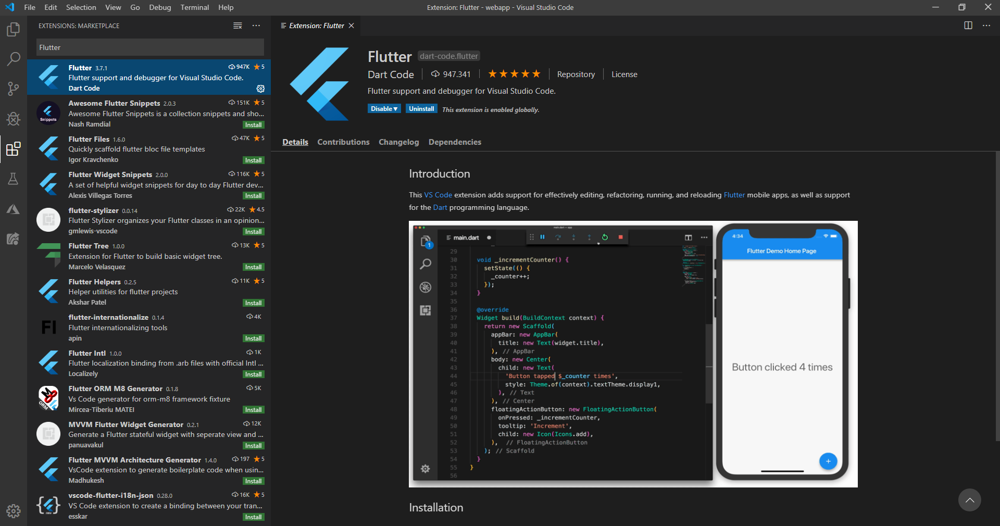 File Edit Selection View Go Debug Terminal Help
Extension: Flutter - webapp - Visual Studio Code
EXTENSIONS: MARKETPLACE
Flutter
Flutter 3.7.1 947K 5
Flutter support and debugger for Visual Studio Code.
Dart Code
Awesome Flutter Snippets 2.0.3 151K 5
Awesome Flutter Snippets is a collection snippets and sho...
Nash Ramdial Install
Snippets
Flutter Files 1.6.0 47K 5
Quickly scaffold flutter bloc file templates
Igor Kravchenko Install
Flutter Widget Snippets 2.0.0 116K 5
A set of helpful widget snippets for day to day Flutter dev...
Alexis Villegas Torres Install
flutter-stylizer 0.0.14 22K 4.5
Flutter Stylizer organizes your Flutter classes in an opinion...
gmlewis-vscode Install
Flutter Tree 1.0.0 13K 5
Extension for Flutter to build basic widget tree.
Marcelo Velasquez Install
Flutter Helpers 0.2.5 11K 5
Helper utilities for flutter projects
Akshar Patel Install
FI
flutter-internationalize 0.1.4 4K
Flutter internationalizing tools
apin Install
Flutter Intl 1.0.0 1K
Flutter localization binding from .arb files with official Intl ...
Localizely Install
ORM
Flutter ORM M8 Generator 0.1.8 5K
Vs Code generator for orm-m8 framework fixture
Mircea-Tiberiu MATEI Install
MVVM Flutter Widget Generator 0.2.1 12K
Generate a Flutter stateful widget with seperate view and ...
panuavakul Install
Flutter MVVM Architecture Generator 1.4.0 197 5
VsCode extension to generate boilerplate code when usin...
Madhukesh Install
vscode-flutter-i18n-json 0.28.0 16K 5
VS Code extension to create a binding between your tran...
esskar Install
Extension: Flutter
Flutter dart-code.flutter
Dart Code 947.341 Repository License
Flutter support and debugger for Visual Studio Code.
Disable Uninstall This extension is enabled globally.
Details Contributions Changelog Dependencies
Introduction
This VS Code extension adds support for effectively editing, refactoring, running, and reloading Flutter mobile apps, as well as support
for the Dart programming language.
main.dart — app
1
main.dart
29
30 void _incrementCounter() {
31 setState(() {
32 _counter++;
33 });
34 }
35
36 @override
37 Widget build(BuildContext context) {
38 return new Scaffold(
39 appBar: new AppBar(
40 title: new Text(widget.title),
41 ), // AppBar
42 body: new Center(
43 child: new Text(
44 'Button tapped $_counter times',
45 style: Theme.of(context).textTheme.display1,
46 ), // Text
47 ), // Center
48 floatingActionButton: new FloatingActionButton(
49 onPressed: _incrementCounter,
50 tooltip: 'Increment',
51 child: new Icon(Icons.add),
52 ), // FloatingActionButton
53 ); // Scaffold
54 }
55 }
56
4:34
Flutter Demo Home Page
Button clicked 4 times
+
Installation